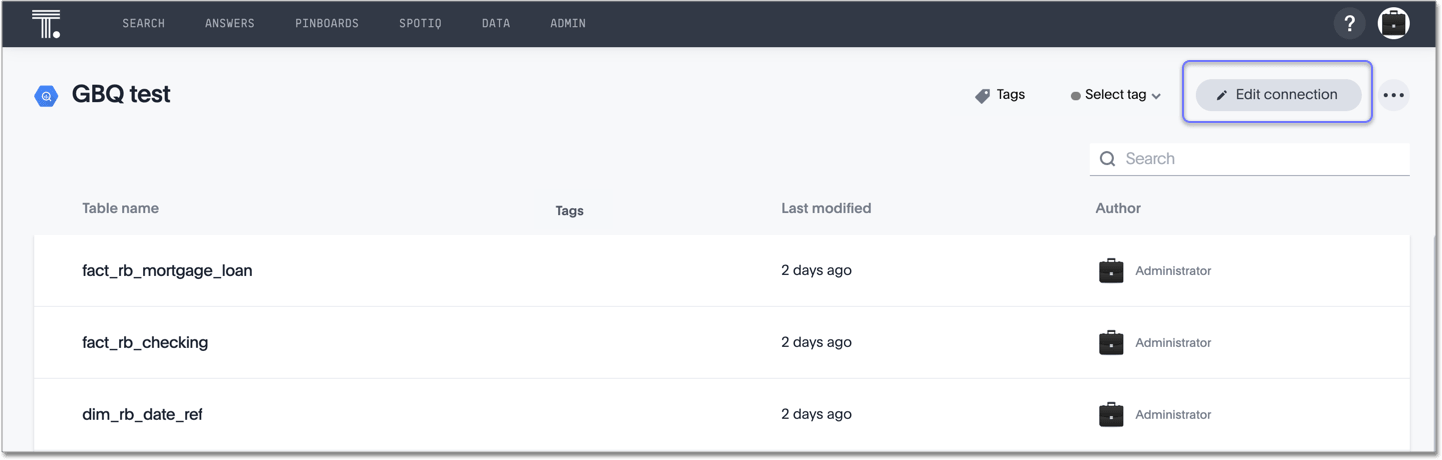 T. SEARCH ANSWERS PINBOARDS SPOTIQ DATA ADMIN ?
GBQ test Tags Select tag Edit connection
Search
Table name Tags Last modified Author
fact_rb_mortgage_loan 2 days ago Administrator
fact_rb_checking 2 days ago Administrator
dim_rb_date_ref 2 days ago Administrator